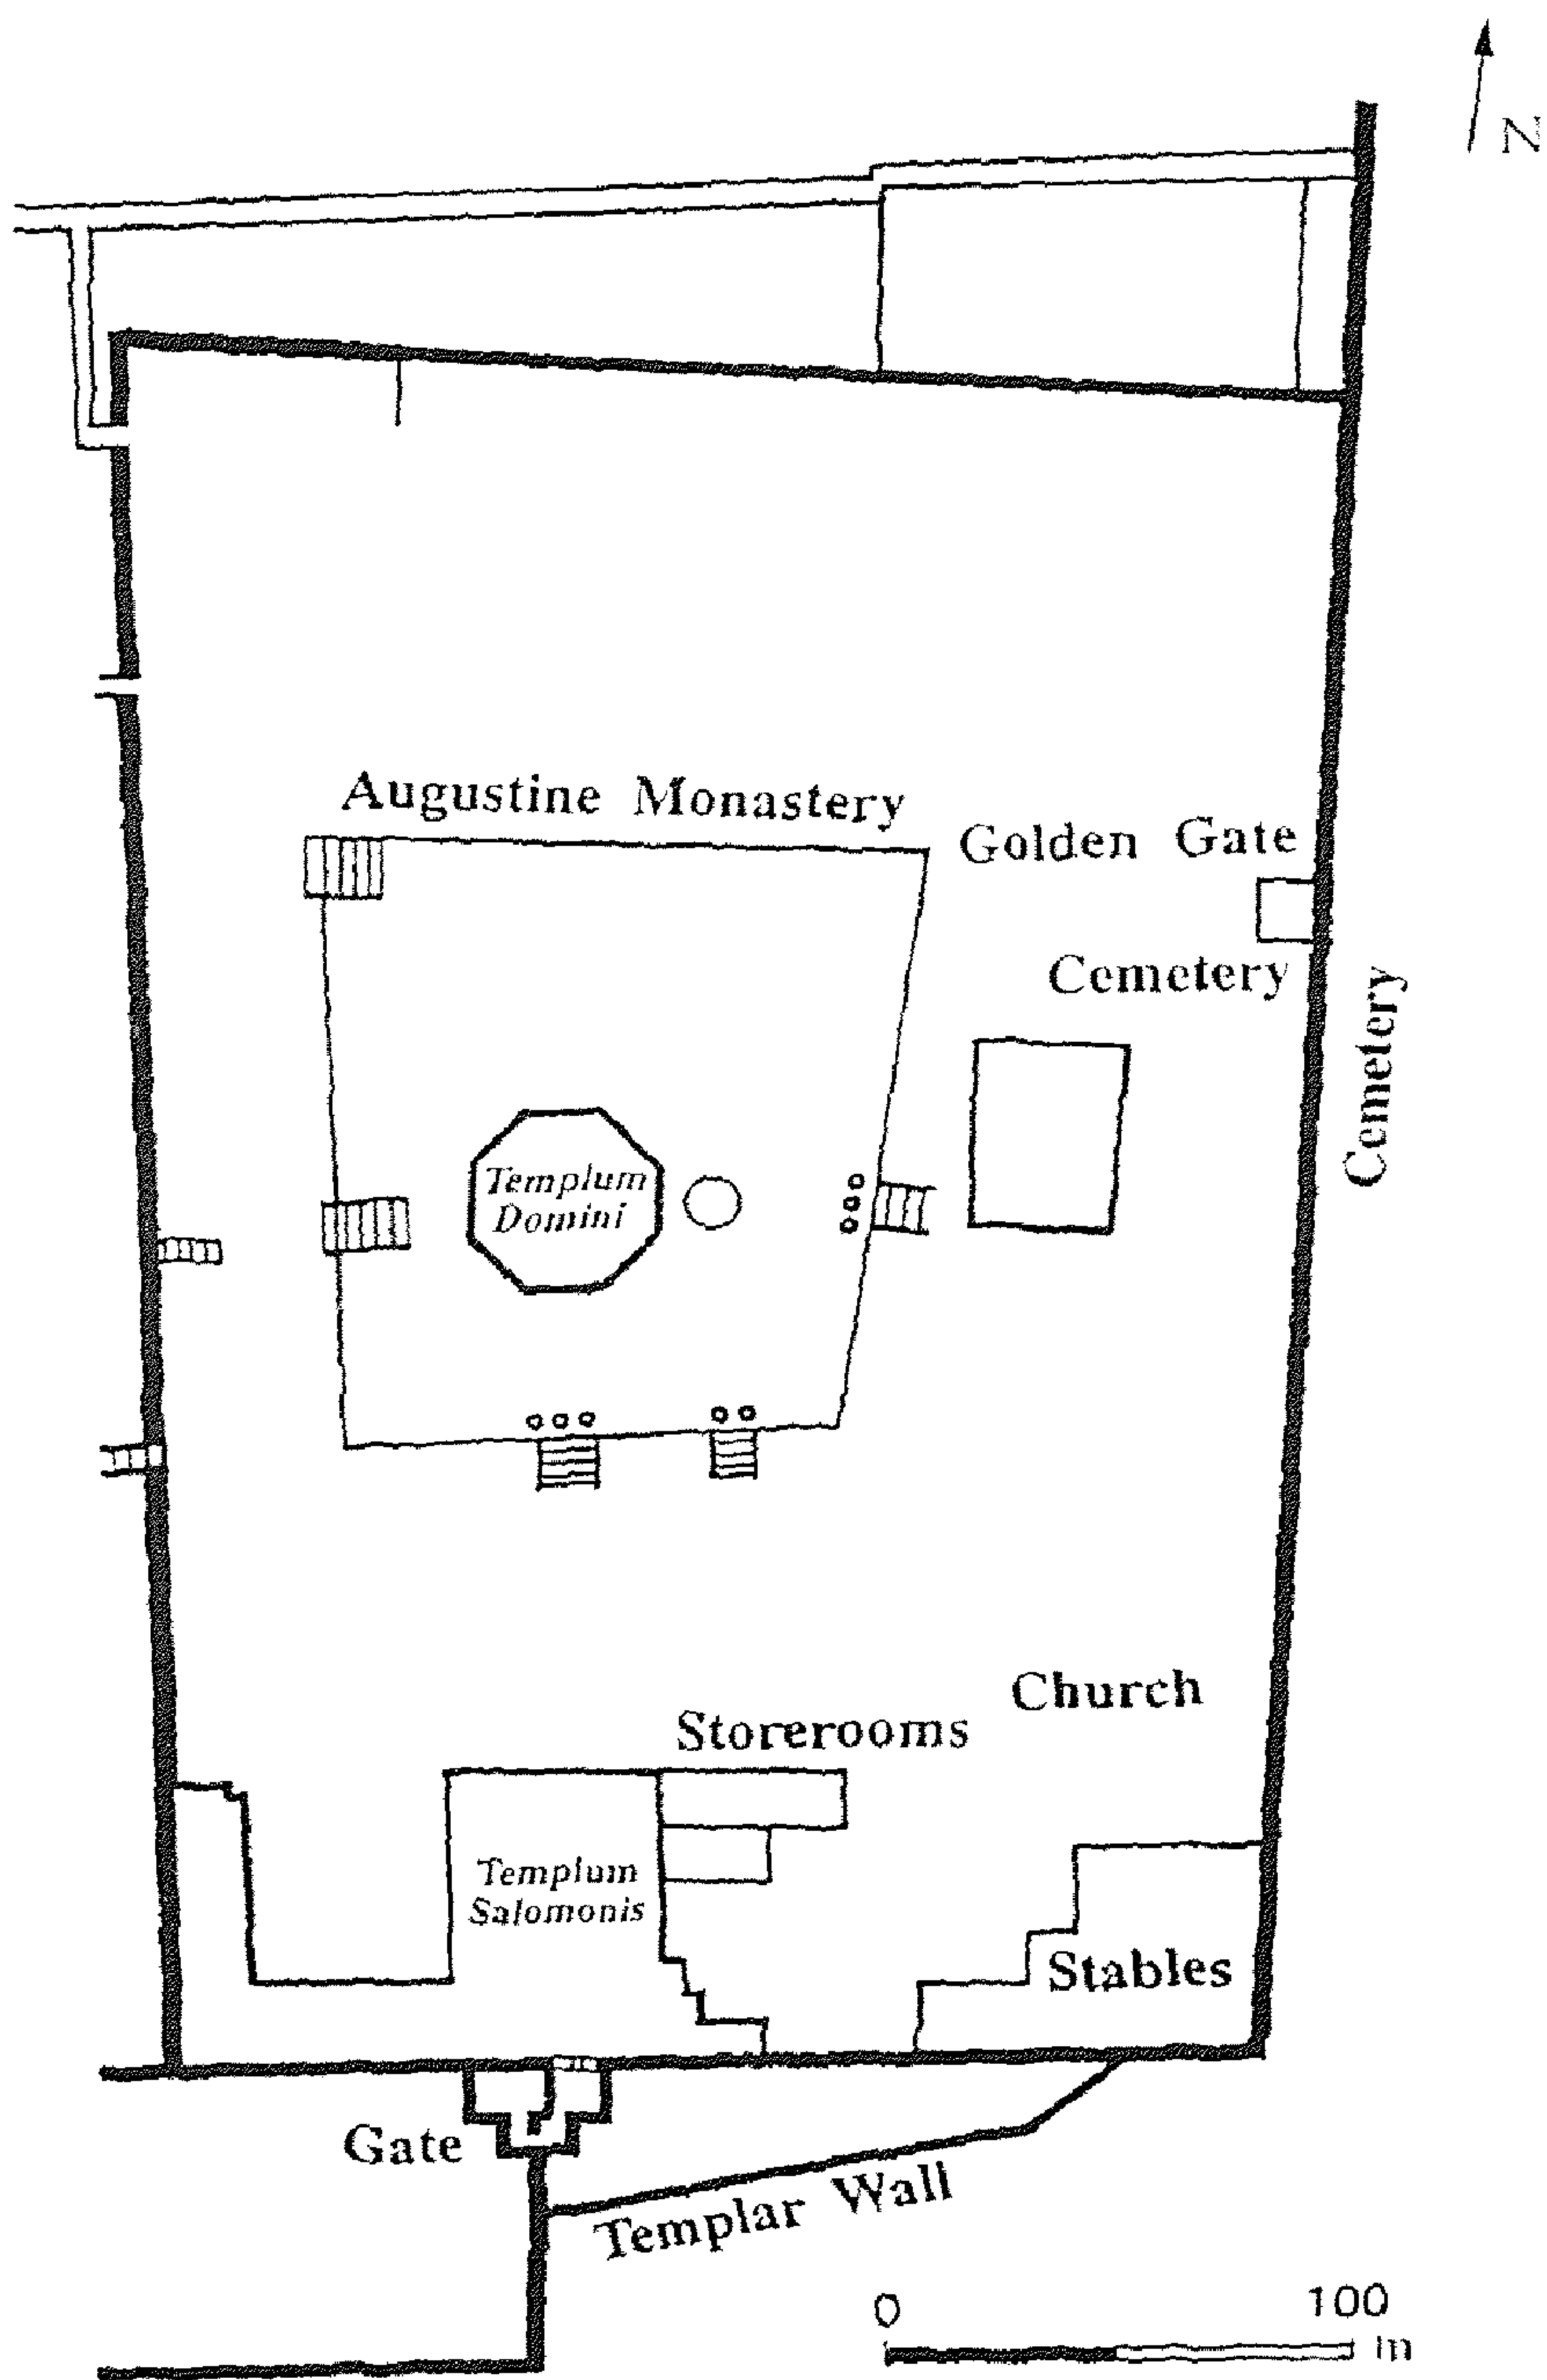 N
Augustine Monastery
Golden Gate
Cemetery
Cemetery
Templum
Domini
Church
Storerooms
Templum
Salomonis
Stables
Gate
Templar Wall
0
100
m